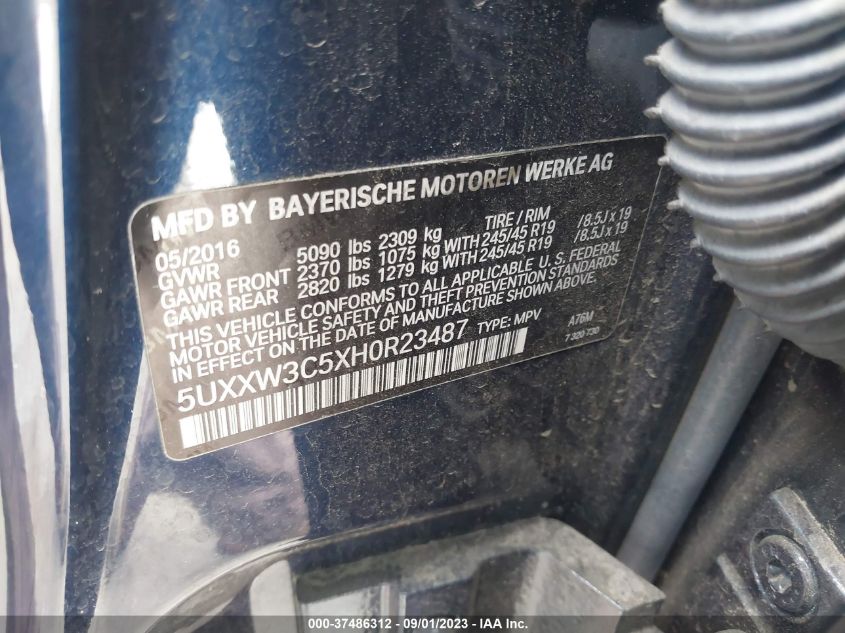 MFD BY BAYERISCHE MOTOREN WERKE AG
05/2016 TIRE / RIM
GVWR 5090 lbs 2309 kg
GAWR FRONT 2370 lbs 1075 kg WITH 245/45 R19 /8.5J x 19
GAWR REAR 2820 lbs 1279 kg WITH 245/45 R19 /8.5J x 19
THIS VEHICLE CONFORMS TO ALL APPLICABLE U.S. FEDERAL
MOTOR VEHICLE SAFETY AND THEFT PREVENTION STANDARDS
IN EFFECT ON THE DATE OF MANUFACTURE SHOWN ABOVE.
5UXXW3C5XH0R23487 TYPE: MPV A76M
7 320 730
000-37486312 - 09/01/2023 - IAA Inc.